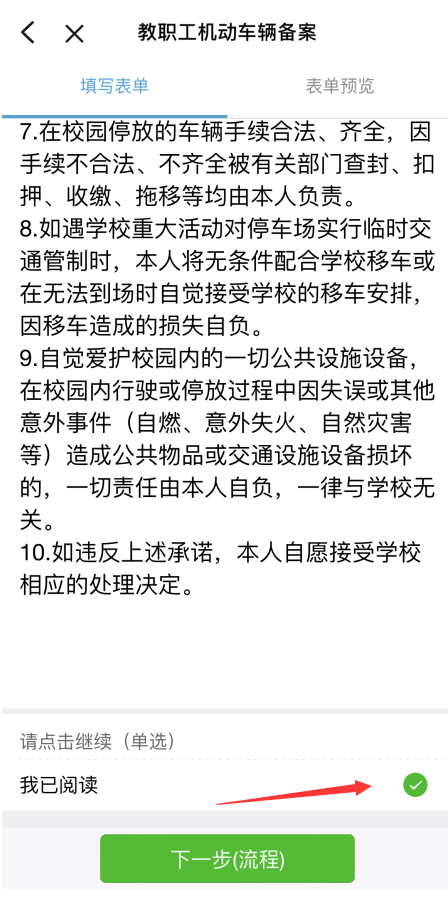 教职工机动车辆备案
填写表单
表单预览
7.在校园停放的车辆手续合法、齐全，因
手续不合法、不齐全被有关部门查封、扣
押、收缴、拖移等均由本人负责。
8.如遇学校重大活动对停车场实行临时交
通管制时，本人将无条件配合学校移车或
在无法到场时自觉接受学校的移车安排，
因移车造成的损失自负。
9.自觉爱护校园内的一切公共设施设备，
在校园内行驶或停放过程中因失误或其他
意外事件（自燃、意外失火、自然灾害
等）造成公共物品或交通设施设备损坏
的，一切责任由本人自负，一律与学校无
关。
10.如违反上述承诺，本人自愿接受学校
相应的处理决定。
请点击继续（单选）
我已阅读
下一步(流程)